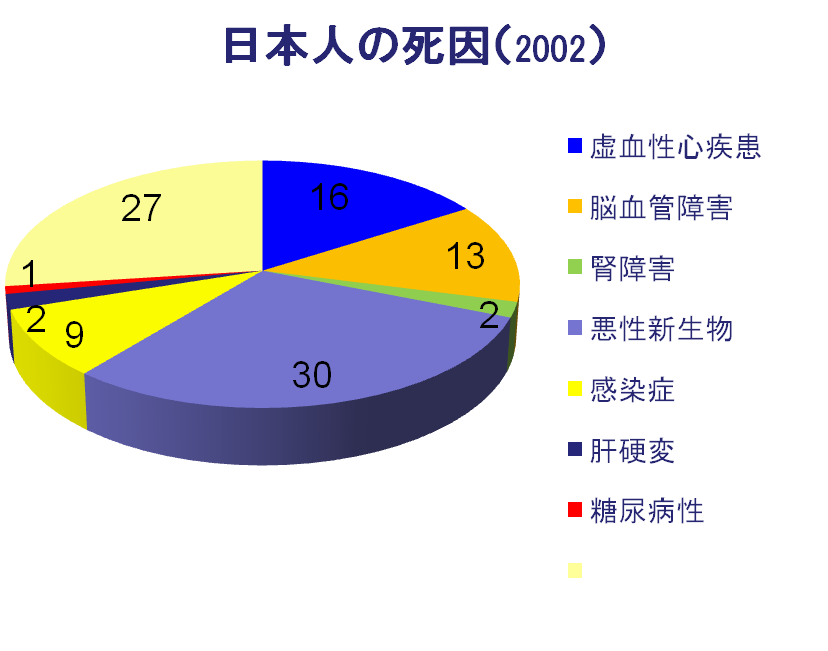 日本人の死因(2002)
16
13
2
30
9
2
1
27
虚血性心疾患
脳血管障害
腎障害
悪性新生物
感染症
肝硬変
糖尿病性